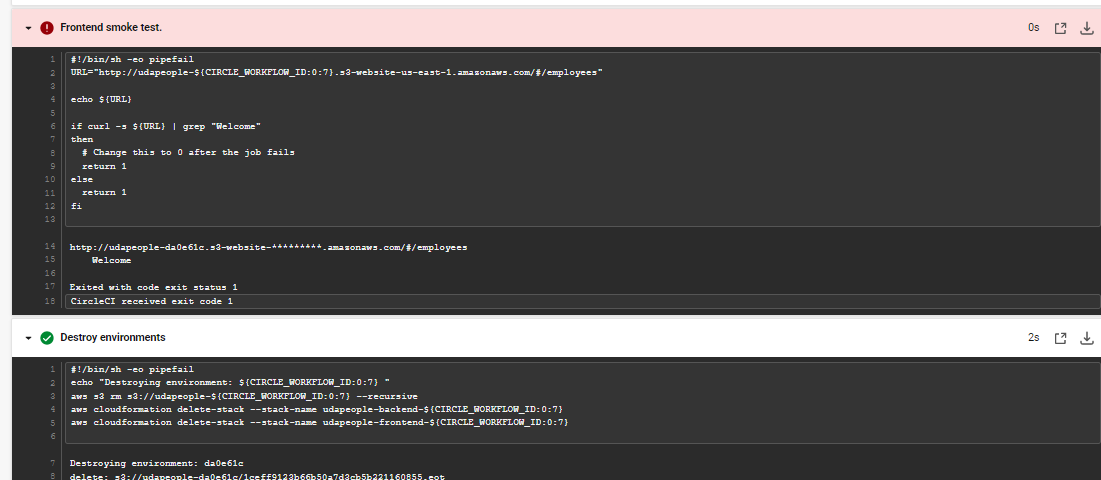 Frontend smoke test.
0s
1 #!/bin/sh -eo pipefail
2 URL="http://udapeople-${CIRCLE_WORKFLOW_ID:0:7}.s3-website-us-east-1.amazonaws.com/#/employees"
3
4 echo ${URL}
5
6 if curl -s ${URL} | grep "Welcome"
7 then
8 # Change this to 0 after the job fails
9 return 1
10 else
11 return 1
12 fi
13
14 http://udapeople-da0e61c.s3-website-*********.amazonaws.com/#/employees
15 Welcome
16
17 Exited with code exit status 1
18 CircleCI received exit code 1
Destroy environments
2s
1 #!/bin/sh -eo pipefail
2 echo "Destroying environment: ${CIRCLE_WORKFLOW_ID:0:7} "
3 aws s3 rm s3://udapeople-${CIRCLE_WORKFLOW_ID:0:7} --recursive
4 aws cloudformation delete-stack --stack-name udapeople-backend-${CIRCLE_WORKFLOW_ID:0:7}
5 aws cloudformation delete-stack --stack-name udapeople-frontend-${CIRCLE_WORKFLOW_ID:0:7}
6
7 Destroying environment: da0e61c
8 delete: s3://udapeople-da0e61c/1ceff9123b66b50a7d3cb5b221160855.eot